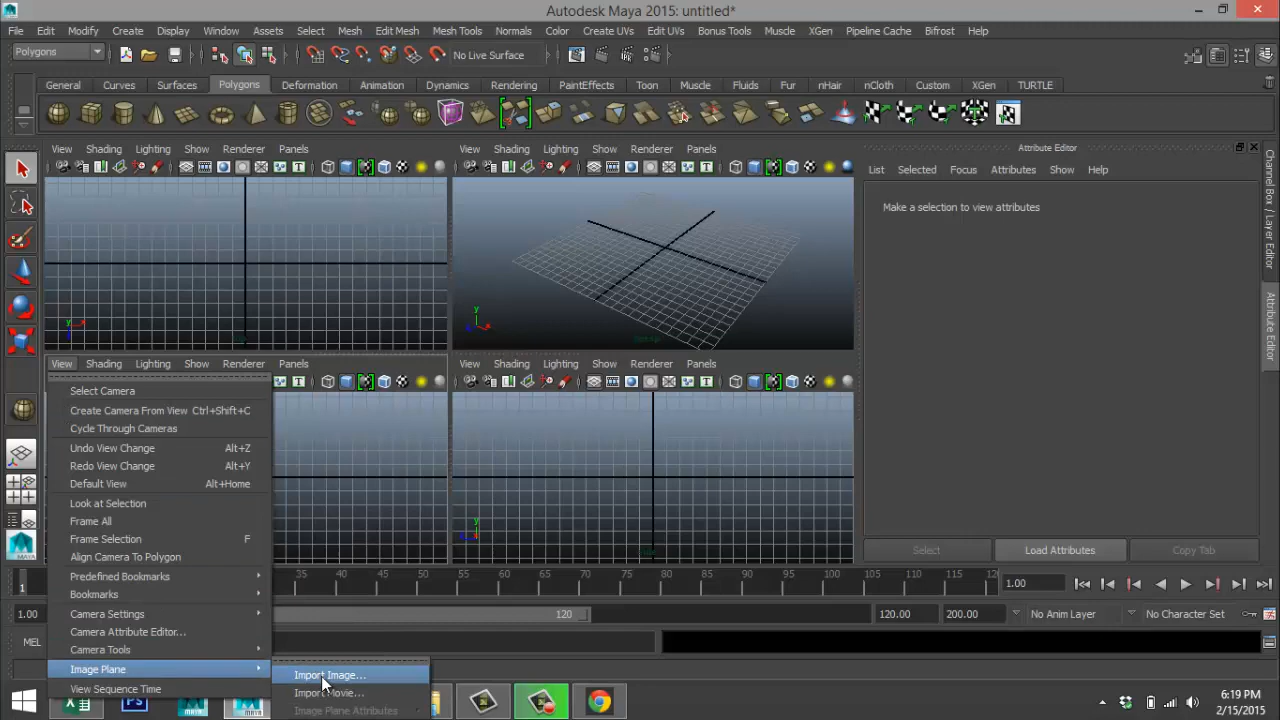 Autodesk Maya 2015: untitled*
File Edit Modify Create Display Window Assets Select Mesh Edit Mesh Mesh Tools Normals Color Create UVs Edit UVs Bonus Tools Muscle XGen Pipeline Cache Bifrost Help
Polygons No Live Surface
General Curves Surfaces Polygons Deformation Animation Dynamics Rendering PaintEffects Toon Muscle Fluids Fur nHair nCloth Custom XGen TURTLE
View Shading Lighting Show Renderer Panels
View Shading Lighting Show Renderer Panels
Attribute Editor
List Selected Focus Attributes Show Help
Make a selection to view attributes
Channel Box / Layer Editor
Attribute Editor
View Shading Lighting Show Renderer Panels
View Shading Lighting Show Renderer Panels
Select Camera
Create Camera From View Ctrl+Shift+C
Cycle Through Cameras
Undo View Change Alt+Z
Redo View Change Alt+Y
Default View Alt+Home
Look at Selection
Frame All
Frame Selection F
Align Camera To Polygon
Predefined Bookmarks
Bookmarks
Camera Settings
Camera Attribute Editor...
Camera Tools
Image Plane
View Sequence Time
Import Image...
Import Movie...
Image Plane Attributes
Select Load Attributes Copy Tab
1 35 40 45 50 55 60 65 70 75 80 85 90 95 100 105 110 115 12 1.00
1.00 120 120.00 200.00 No Anim Layer No Character Set
MEL
MAYA
6:19 PM
2/15/2015